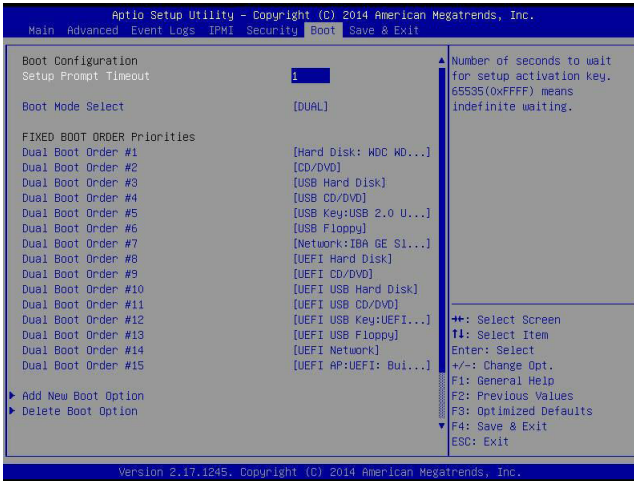 Aptio Setup Utility – Copyright (C) 2014 American Megatrends, Inc.
Main Advanced Event Logs IPMI Security Boot Save & Exit
Boot Configuration
Setup Prompt Timeout 1
Boot Mode Select [DUAL]
FIXED BOOT ORDER Priorities
Dual Boot Order #1 [Hard Disk: WDC WD...]
Dual Boot Order #2 [CD/DVD]
Dual Boot Order #3 [USB Hard Disk]
Dual Boot Order #4 [USB CD/DVD]
Dual Boot Order #5 [USB Key:USB 2.0 U...]
Dual Boot Order #6 [USB Floppy]
Dual Boot Order #7 [Network:IBA GE Sl...]
Dual Boot Order #8 [UEFI Hard Disk]
Dual Boot Order #9 [UEFI CD/DVD]
Dual Boot Order #10 [UEFI USB Hard Disk]
Dual Boot Order #11 [UEFI USB CD/DVD]
Dual Boot Order #12 [UEFI USB Key:UEFI...]
Dual Boot Order #13 [UEFI USB Floppy]
Dual Boot Order #14 [UEFI Network]
Dual Boot Order #15 [UEFI AP:UEFI: Bui...]
Add New Boot Option
Delete Boot Option
Number of seconds to wait
for setup activation key.
65535(0xFFFF) means
indefinite waiting.
→←: Select Screen
↑↓: Select Item
Enter: Select
+/-: Change Opt.
F1: General Help
F2: Previous Values
F3: Optimized Defaults
F4: Save & Exit
ESC: Exit
Version 2.17.1245. Copyright (C) 2014 American Megatrends, Inc.